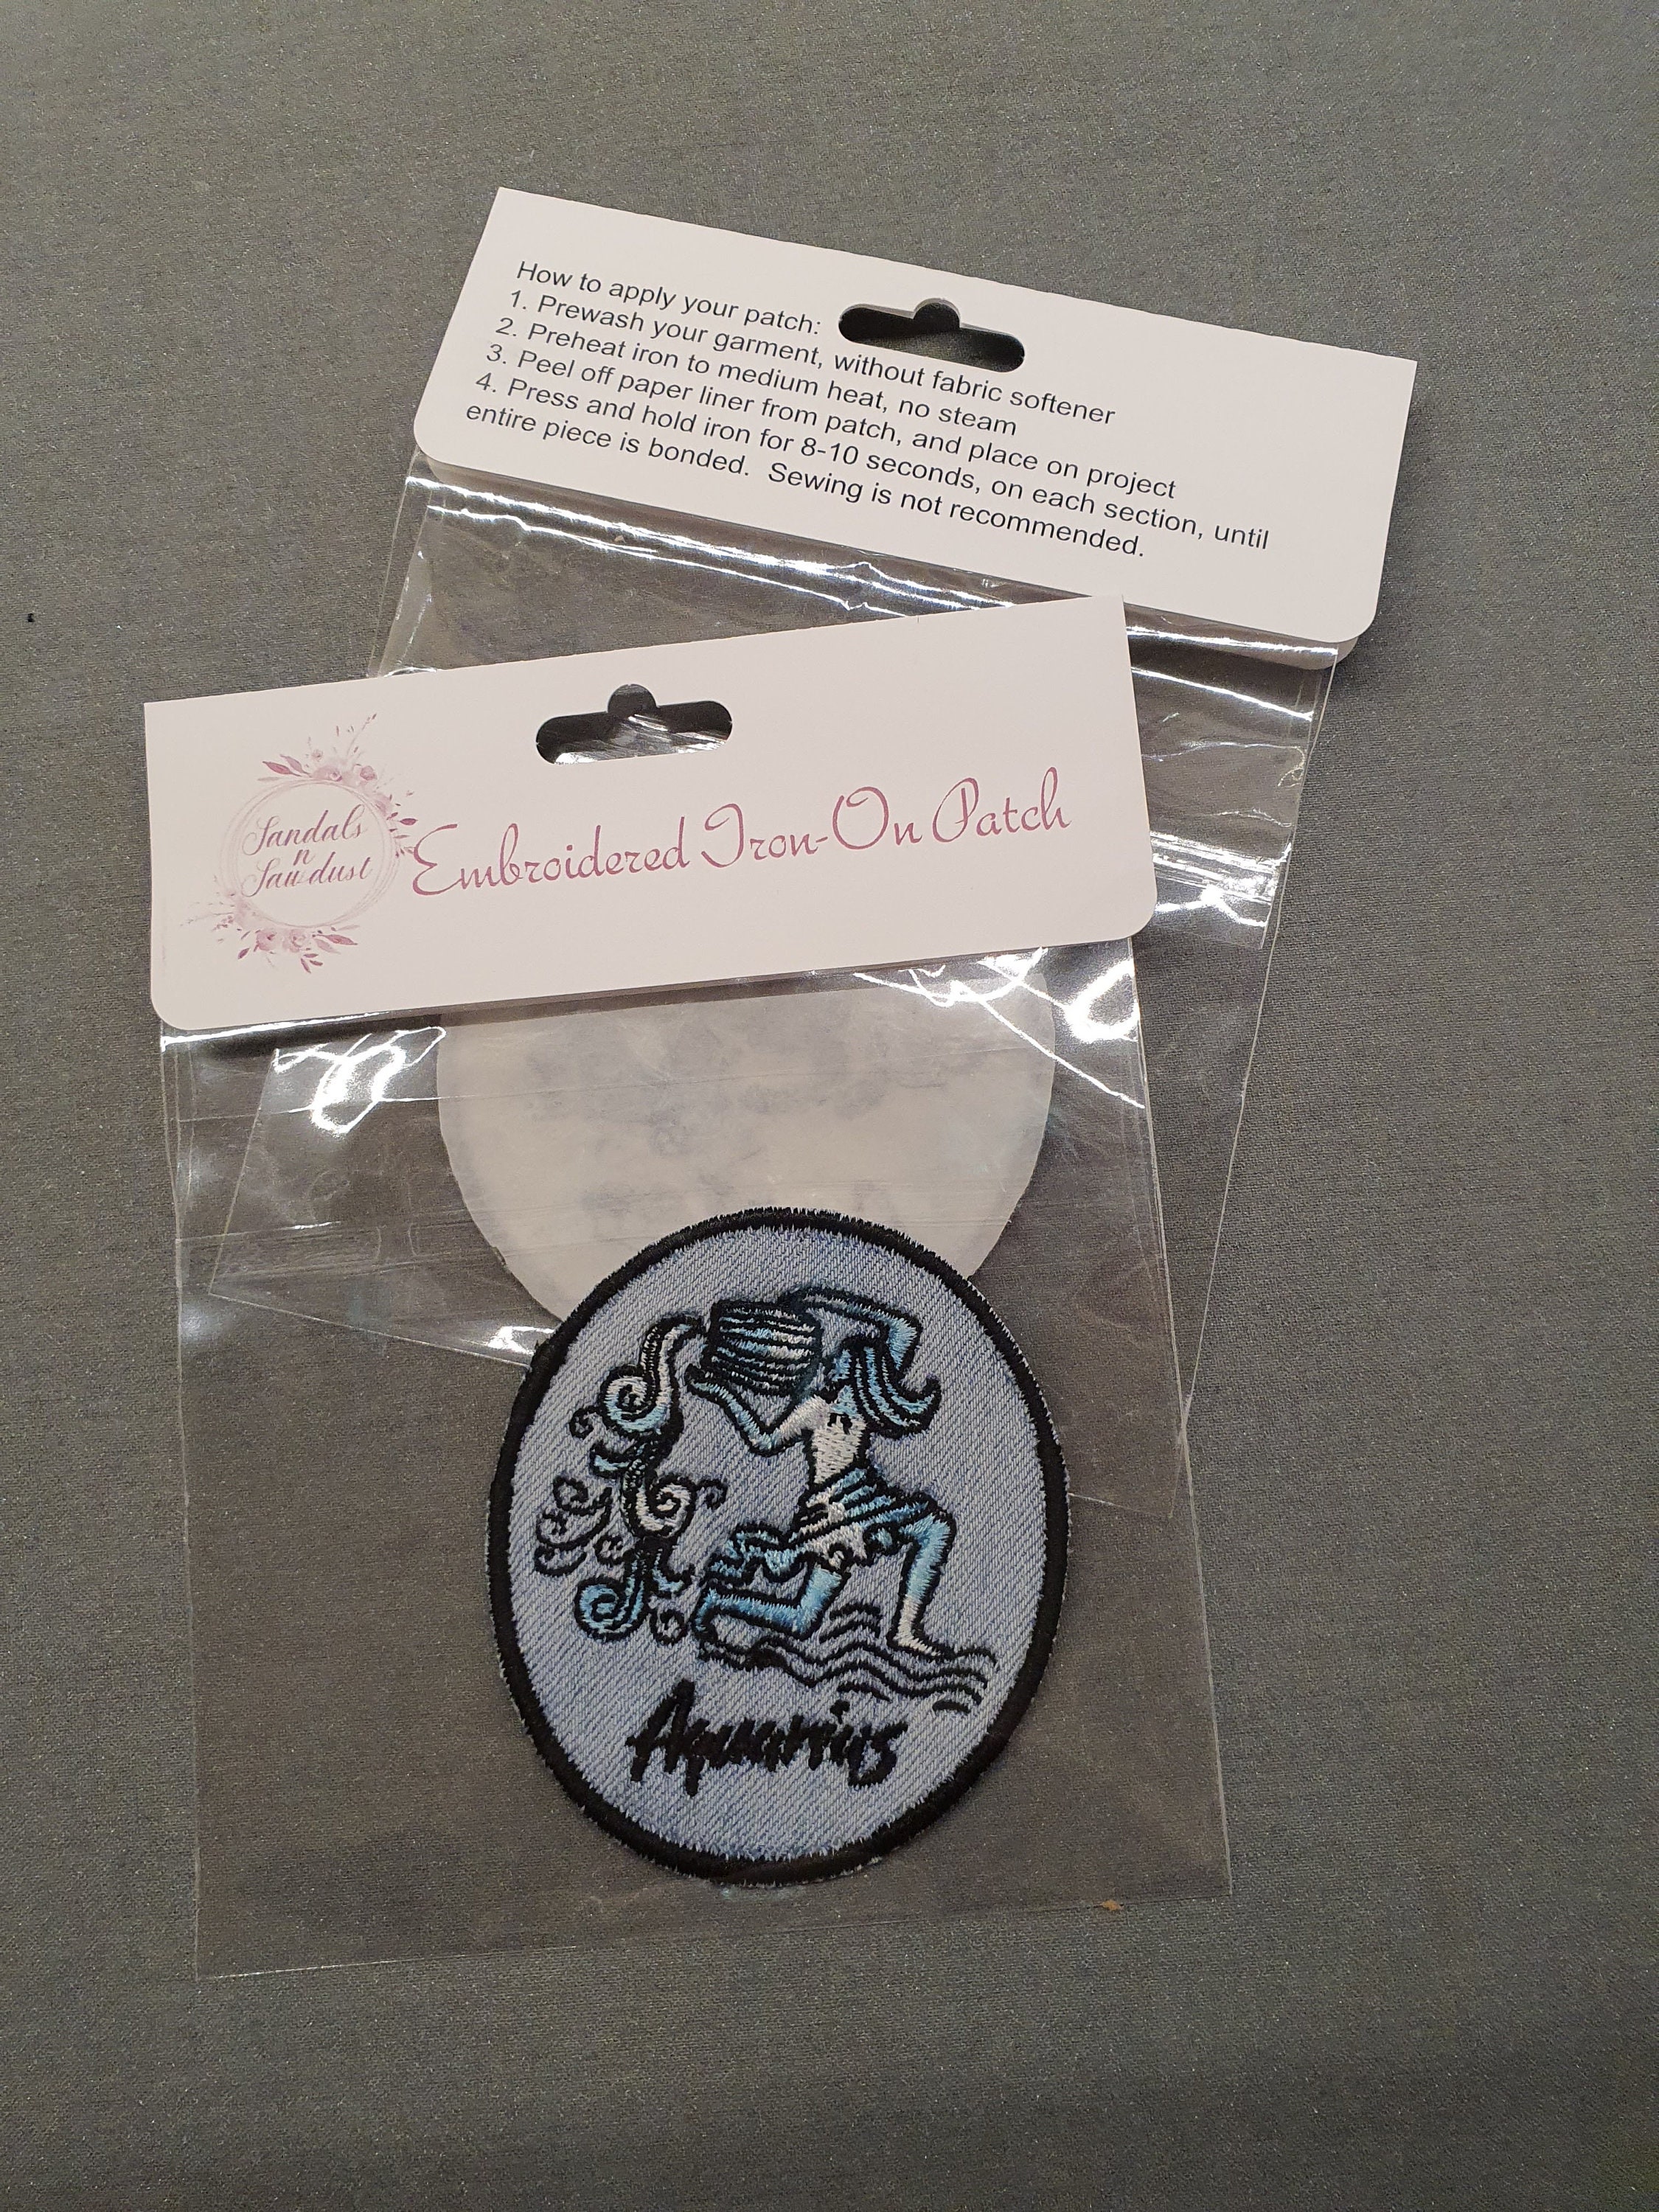 How to apply your patch:
1. Prewash your garment, without fabric softener
2. Preheat iron to medium heat, no steam
3. Peel off paper liner from patch, and place on project
4. Press and hold iron for 8-10 seconds, on each section, until
entire piece is bonded. Sewing is not recommended.
Sandals
n
Sawdust
Embroidered Iron-On Patch
Aquarius